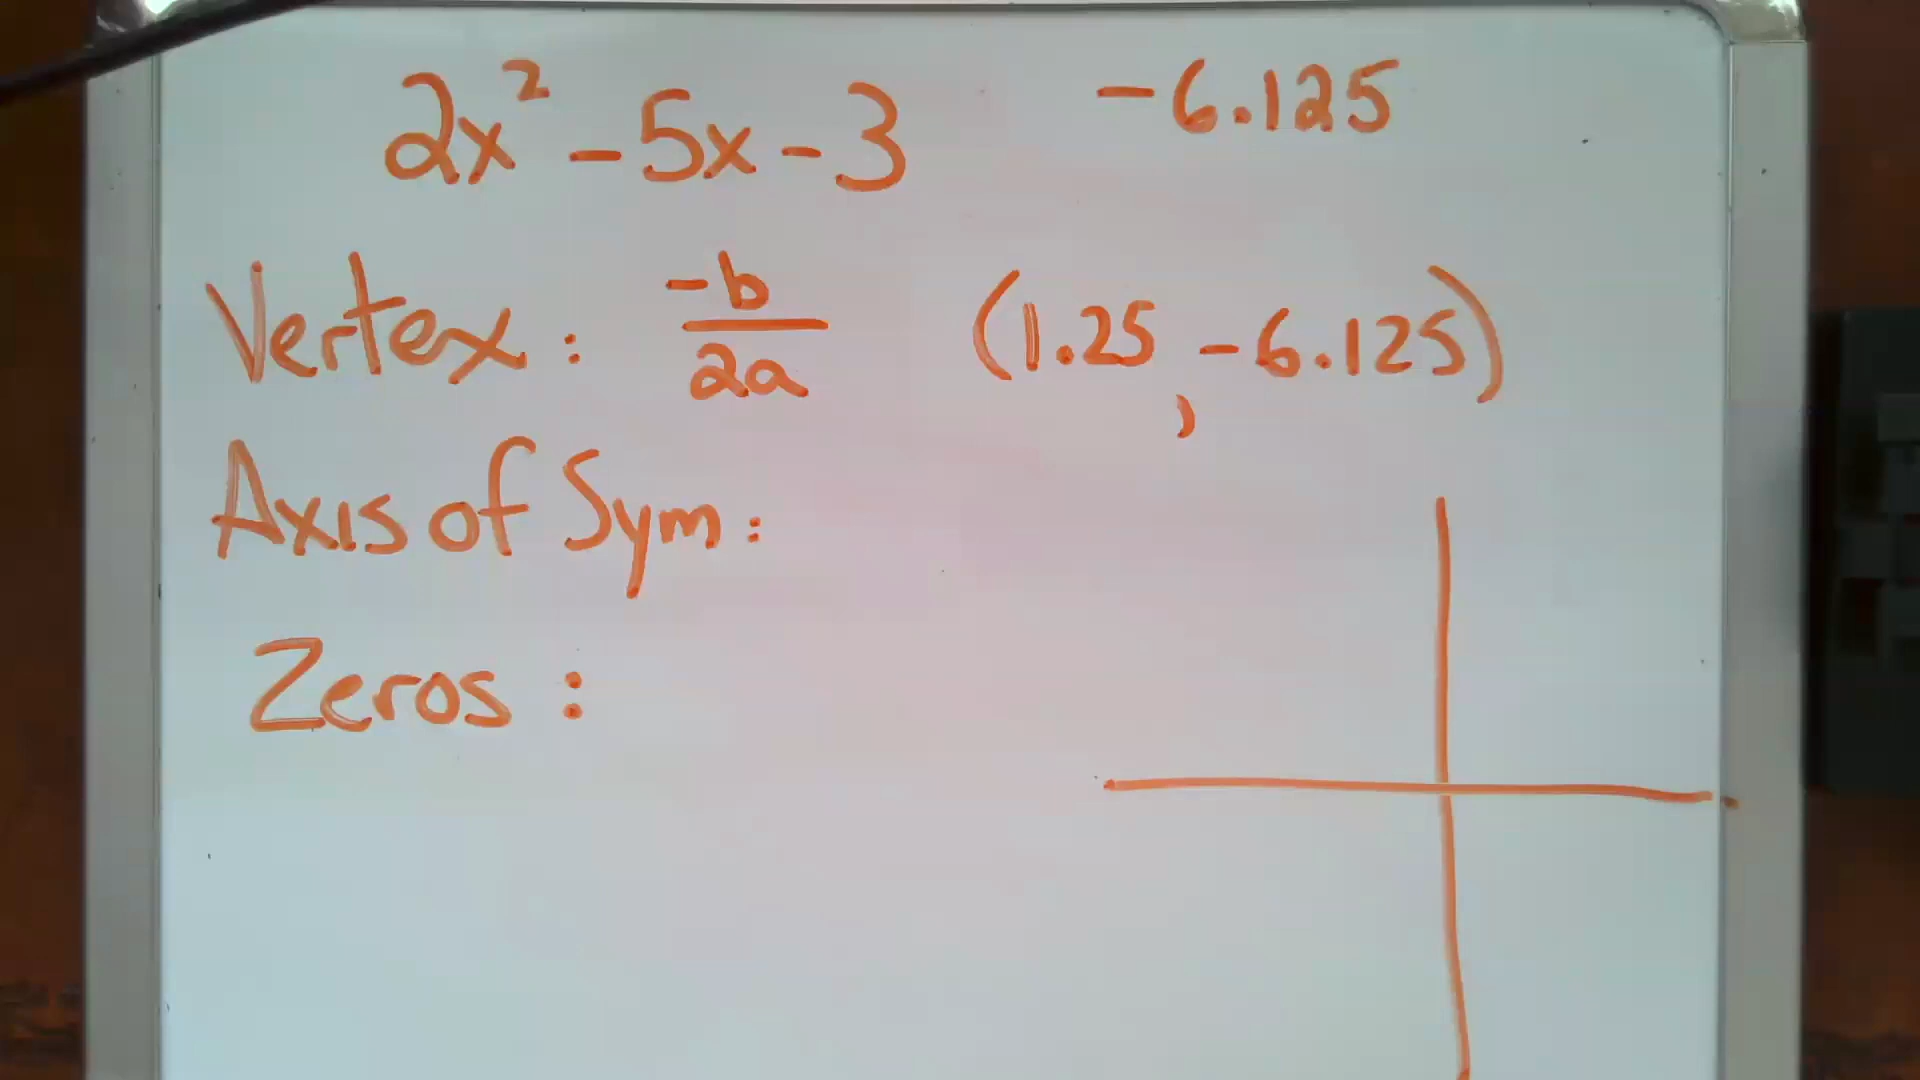 2x² - 5x - 3 -6.125
Vertex: -b/2a (1.25, -6.125)
Axis of Sym:
Zeros: